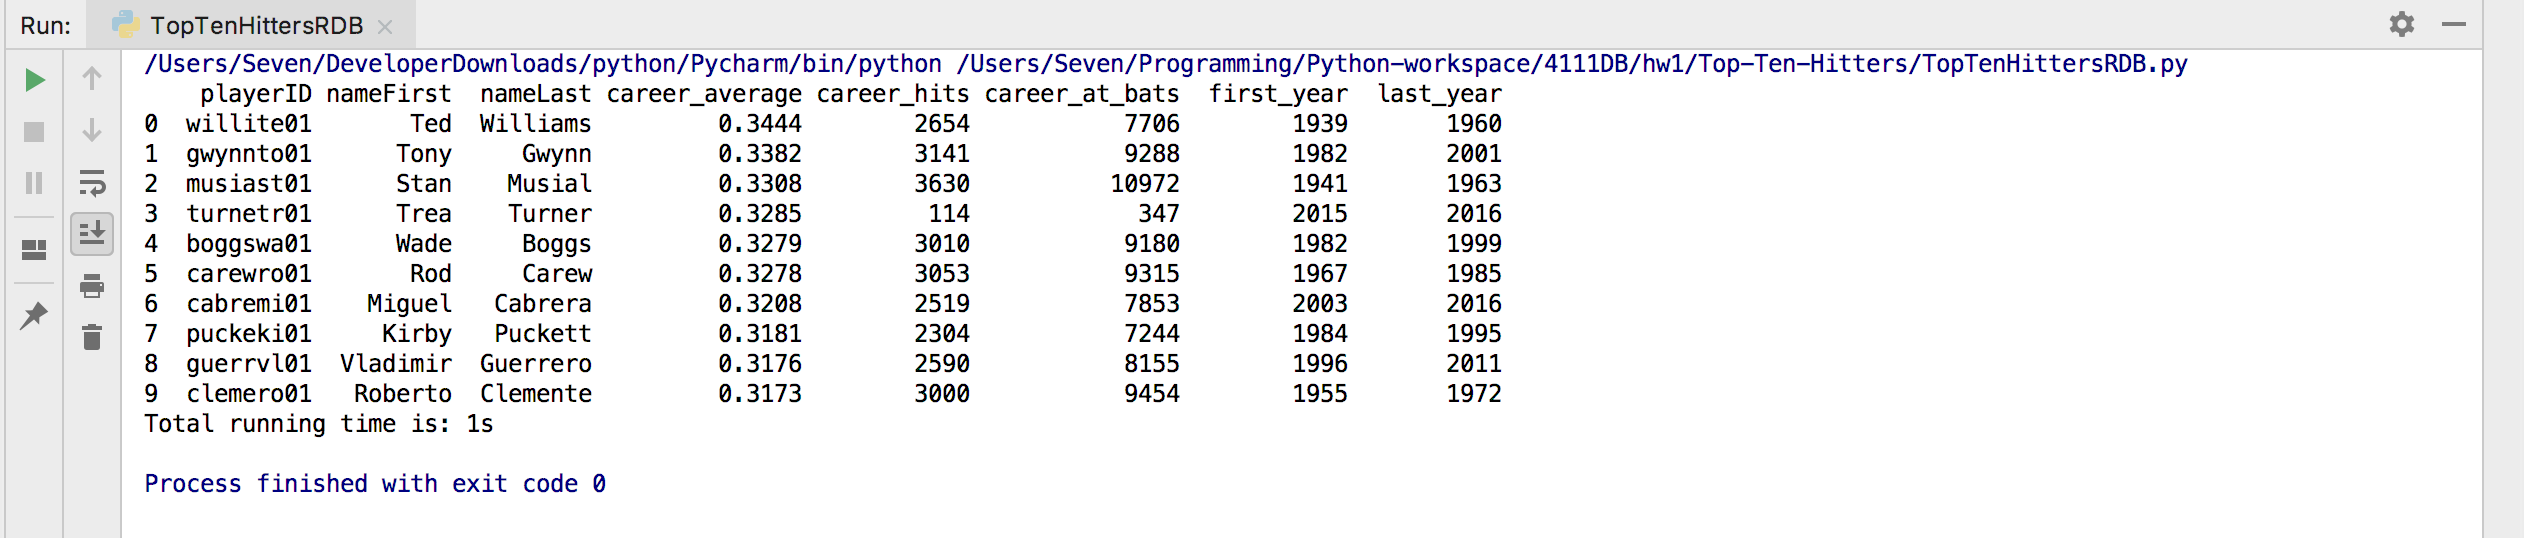 Run: TopTenHittersRDB
/Users/Seven/DeveloperDownloads/python/Pycharm/bin/python /Users/Seven/Programming/Python-workspace/4111DB/hw1/Top-Ten-Hitters/TopTenHittersRDB.py
playerID nameFirst nameLast career_average career_hits career_at_bats first_year last_year
0 willite01 Ted Williams 0.3444 2654 7706 1939 1960
1 gwynnto01 Tony Gwynn 0.3382 3141 9288 1982 2001
2 musiast01 Stan Musial 0.3308 3630 10972 1941 1963
3 turnetr01 Trea Turner 0.3285 114 347 2015 2016
4 boggswa01 Wade Boggs 0.3279 3010 9180 1982 1999
5 carewro01 Rod Carew 0.3278 3053 9315 1967 1985
6 cabremi01 Miguel Cabrera 0.3208 2519 7853 2003 2016
7 puckeki01 Kirby Puckett 0.3181 2304 7244 1984 1995
8 guerrvl01 Vladimir Guerrero 0.3176 2590 8155 1996 2011
9 clemero01 Roberto Clemente 0.3173 3000 9454 1955 1972
Total running time is: 1s
Process finished with exit code 0